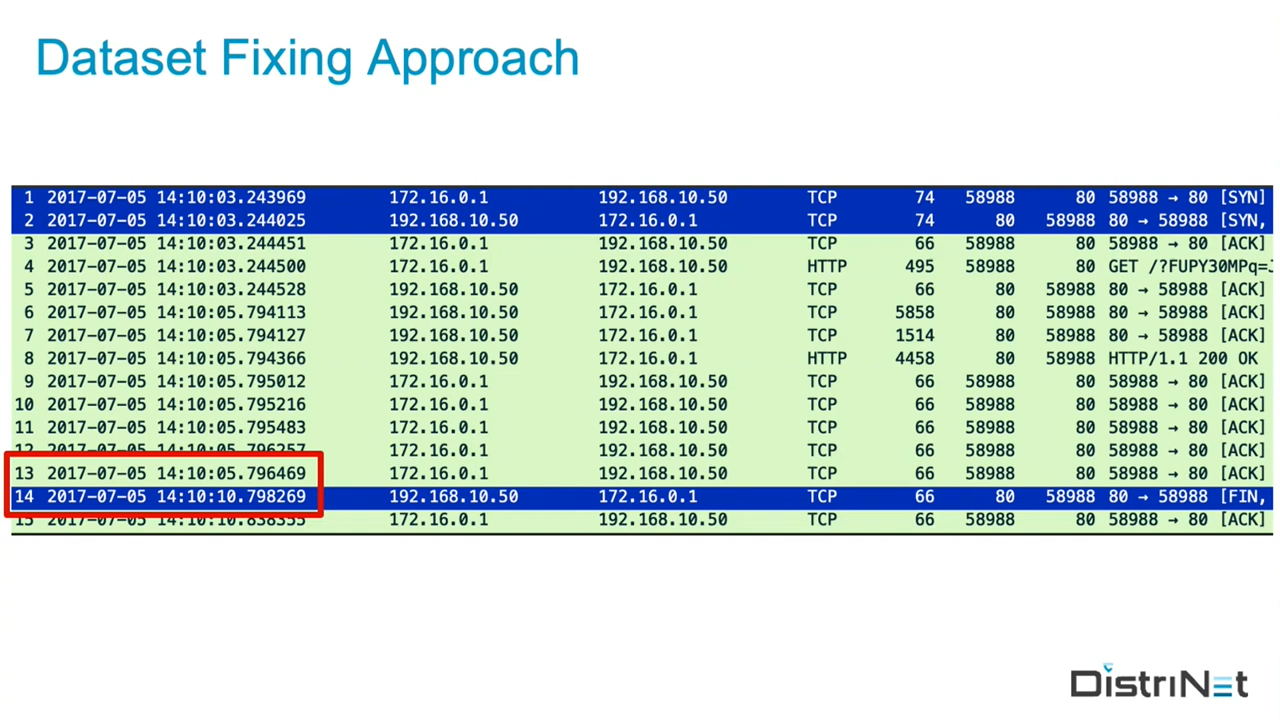 Dataset Fixing Approach
1 2017-07-05 14:10:03.243969 172.16.0.1 192.168.10.50 TCP 74 58988 80 58988 → 80 [SYN]
2 2017-07-05 14:10:03.244025 192.168.10.50 172.16.0.1 TCP 74 80 58988 80 → 58988 [SYN,
3 2017-07-05 14:10:03.244451 172.16.0.1 192.168.10.50 TCP 66 58988 80 58988 → 80 [ACK]
4 2017-07-05 14:10:03.244500 172.16.0.1 192.168.10.50 HTTP 495 58988 80 GET /?FUPY30MPq=J
5 2017-07-05 14:10:03.244528 192.168.10.50 172.16.0.1 TCP 66 80 58988 80 → 58988 [ACK]
6 2017-07-05 14:10:05.794113 192.168.10.50 172.16.0.1 TCP 5858 80 58988 80 → 58988 [ACK]
7 2017-07-05 14:10:05.794127 192.168.10.50 172.16.0.1 TCP 1514 80 58988 80 → 58988 [ACK]
8 2017-07-05 14:10:05.794366 192.168.10.50 172.16.0.1 HTTP 4458 80 58988 HTTP/1.1 200 OK
9 2017-07-05 14:10:05.795012 172.16.0.1 192.168.10.50 TCP 66 58988 80 58988 → 80 [ACK]
10 2017-07-05 14:10:05.795216 172.16.0.1 192.168.10.50 TCP 66 58988 80 58988 → 80 [ACK]
11 2017-07-05 14:10:05.795483 172.16.0.1 192.168.10.50 TCP 66 58988 80 58988 → 80 [ACK]
12 2017-07-05 14:10:05.796257 172.16.0.1 192.168.10.50 TCP 66 58988 80 58988 → 80 [ACK]
13 2017-07-05 14:10:05.796469 172.16.0.1 192.168.10.50 TCP 66 58988 80 58988 → 80 [ACK]
14 2017-07-05 14:10:10.798269 192.168.10.50 172.16.0.1 TCP 66 80 58988 80 → 58988 [FIN,
15 2017-07-05 14:10:10.838355 172.16.0.1 192.168.10.50 TCP 66 58988 80 58988 → 80 [ACK]
DistriNet